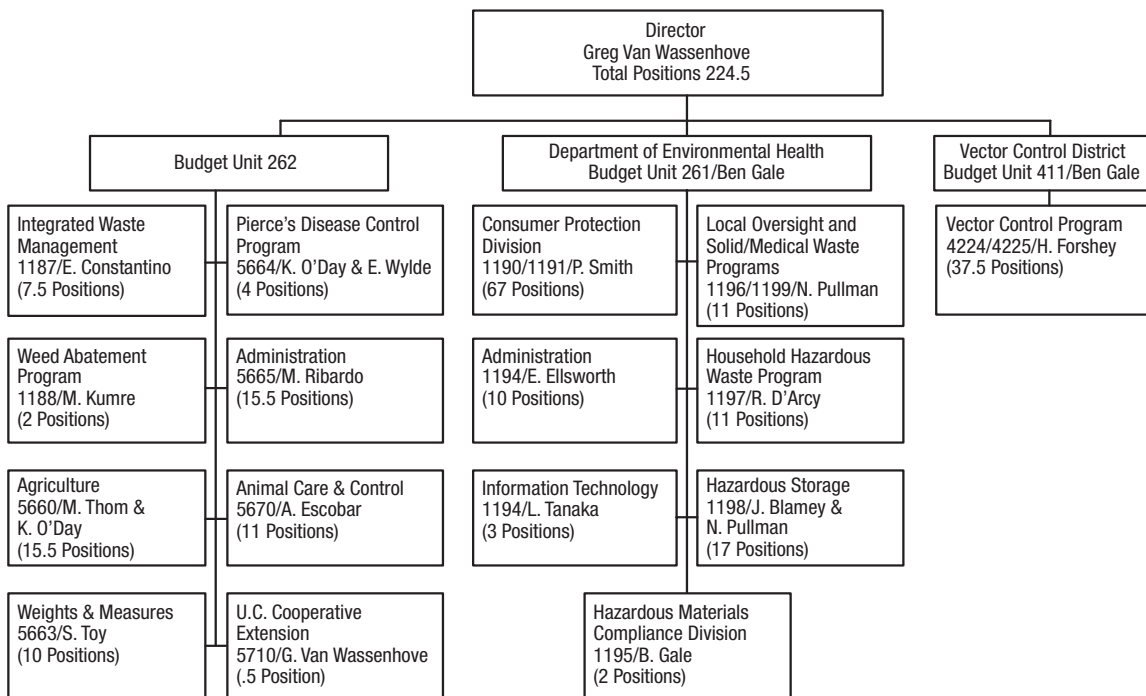 Director
Greg Van Wassenhove
Total Positions 224.5
Budget Unit 262
Department of Environmental Health
Budget Unit 261/Ben Gale
Vector Control District
Budget Unit 411/Ben Gale
Integrated Waste
Management
1187/E. Constantino
(7.5 Positions)
Pierce’s Disease Control
Program
5664/K. O’Day & E. Wylde
(4 Positions)
Consumer Protection
Division
1190/1191/P. Smith
(67 Positions)
Local Oversight and
Solid/Medical Waste
Programs
1196/1199/N. Pullman
(11 Positions)
Vector Control Program
4224/4225/H. Forshey
(37.5 Positions)
Weed Abatement
Program
1188/M. Kumre
(2 Positions)
Administration
5665/M. Ribardo
(15.5 Positions)
Administration
1194/E. Ellsworth
(10 Positions)
Household Hazardous
Waste Program
1197/R. D’Arcy
(11 Positions)
Agriculture
5660/M. Thom &
K. O’Day
(15.5 Positions)
Animal Care & Control
5670/A. Escobar
(11 Positions)
Information Technology
1194/L. Tanaka
(3 Positions)
Hazardous Storage
1198/J. Blamey &
N. Pullman
(17 Positions)
Weights & Measures
5663/S. Toy
(10 Positions)
U.C. Cooperative
Extension
5710/G. Van Wassenhove
(.5 Position)
Hazardous Materials
Compliance Division
1195/B. Gale
(2 Positions)